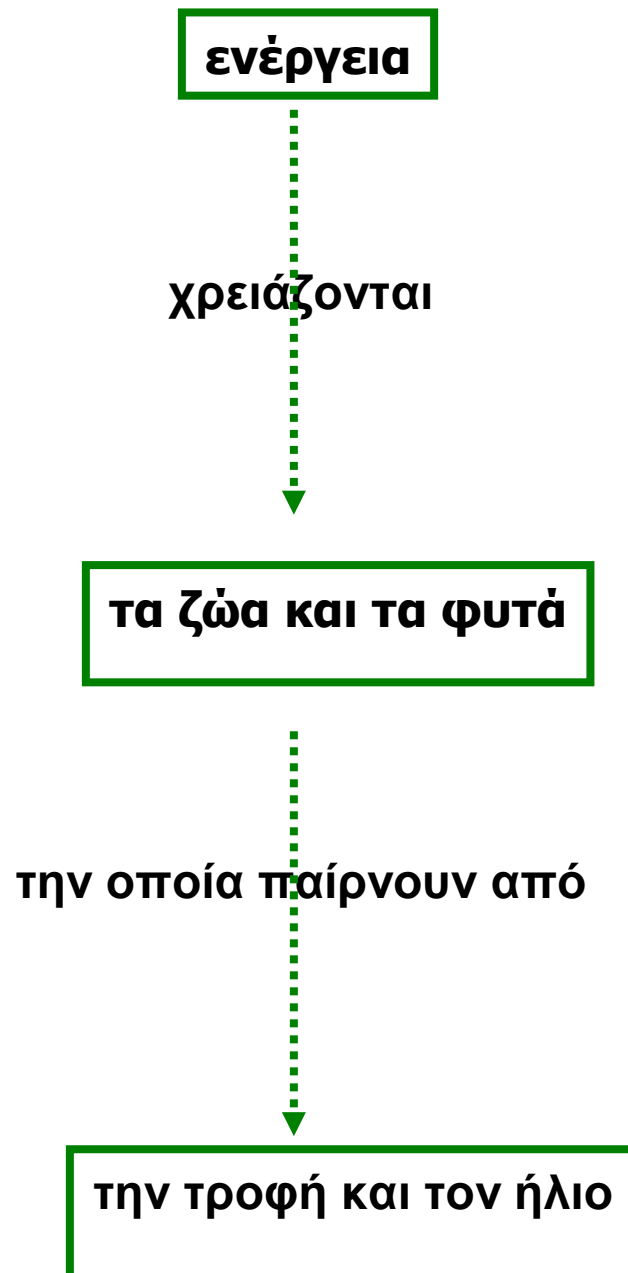 ενέργεια
χρειάζονται
τα ζώα και τα φυτά
την οποία παίρνουν από
την τροφή και τον ήλιο